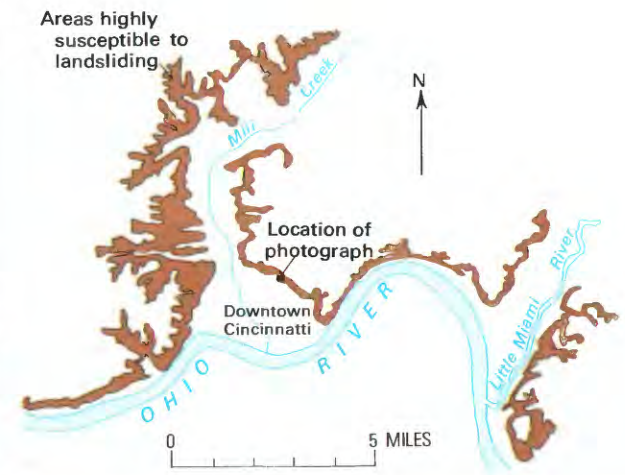 Areas highly
susceptible to
landsliding
N
Mill
Creek
Location of
photograph
Downtown
Cincinnatti
OHIO
RIVER
Little Miami
River
0
5 MILES